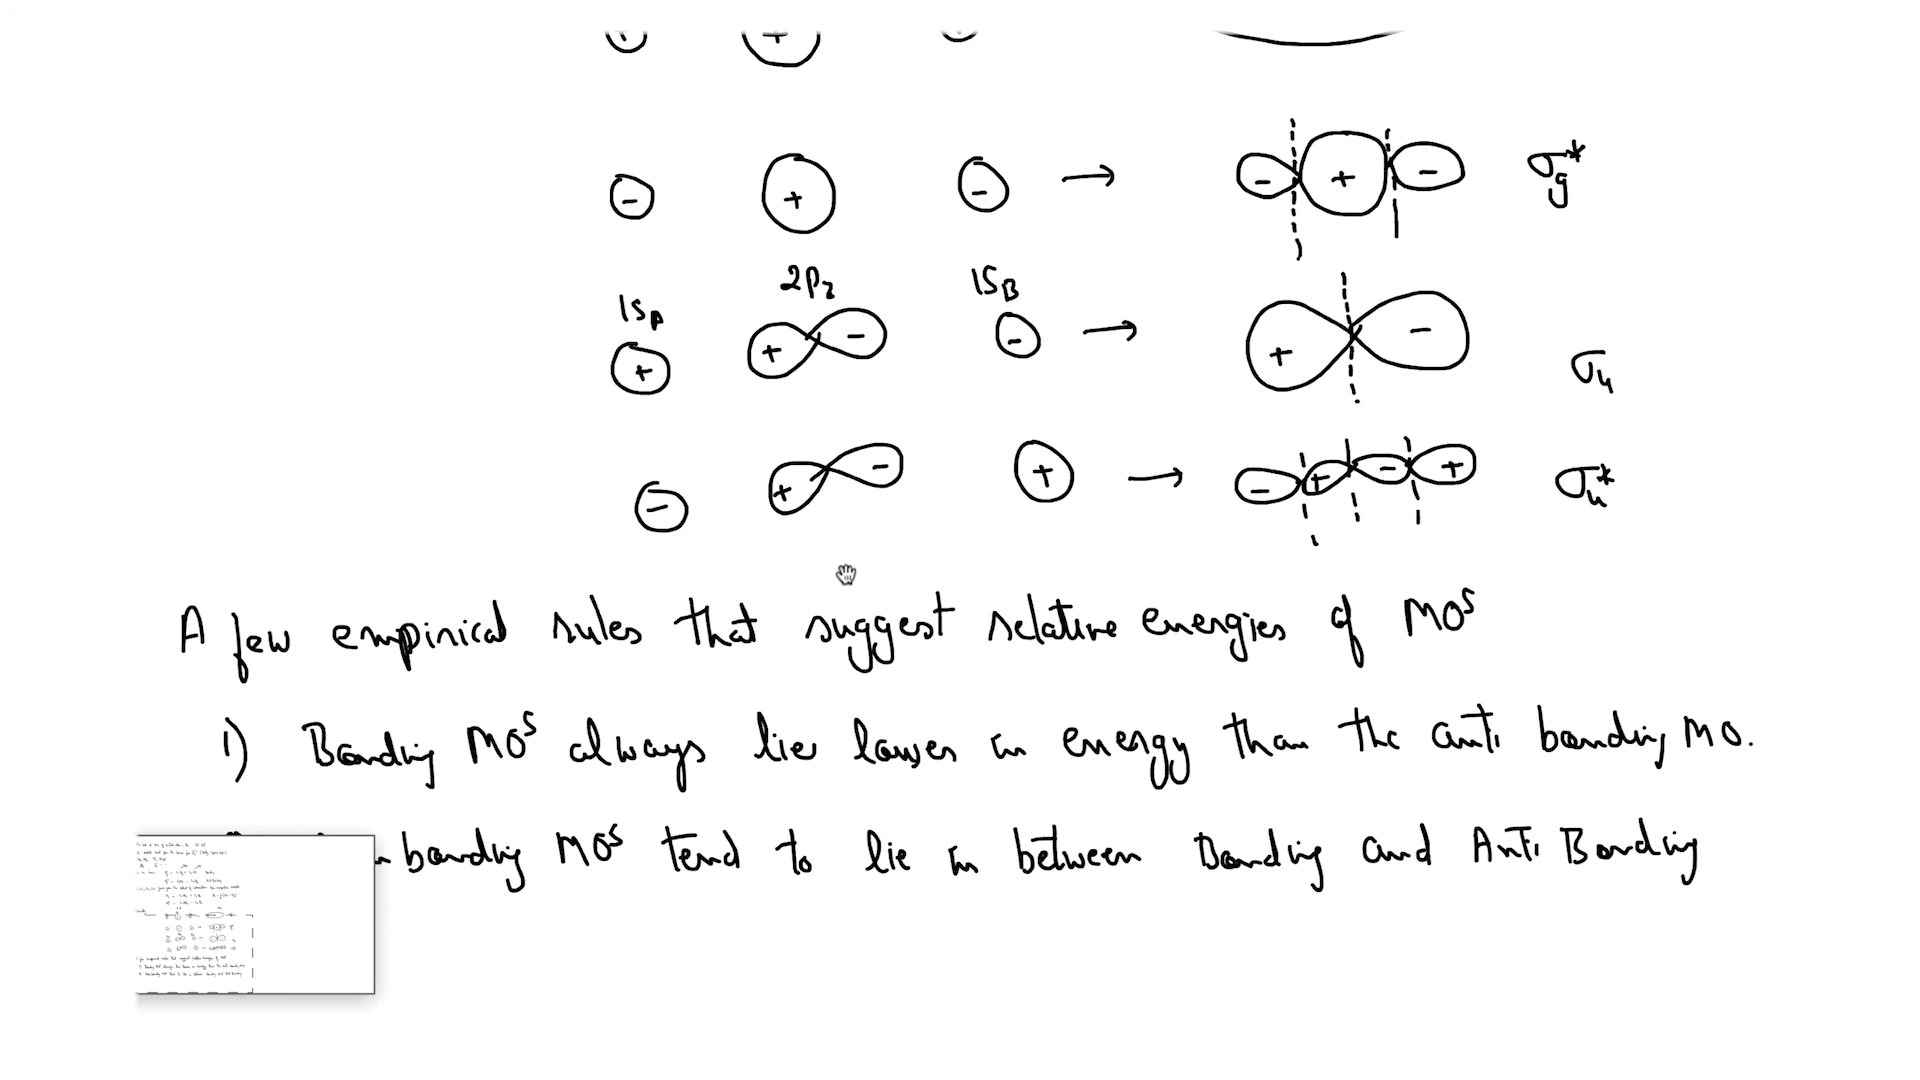 +
- + - → - + - σg*
1SA 2Pz 1SB
+ + - - → + - σu
- + - + → - + - + σu*
A few empirical rules that suggest relative energies of MOs
1) Bonding MOs always lie lower in energy than the anti bonding MO.
bonding MOs tend to lie in between Bonding and Anti Bonding